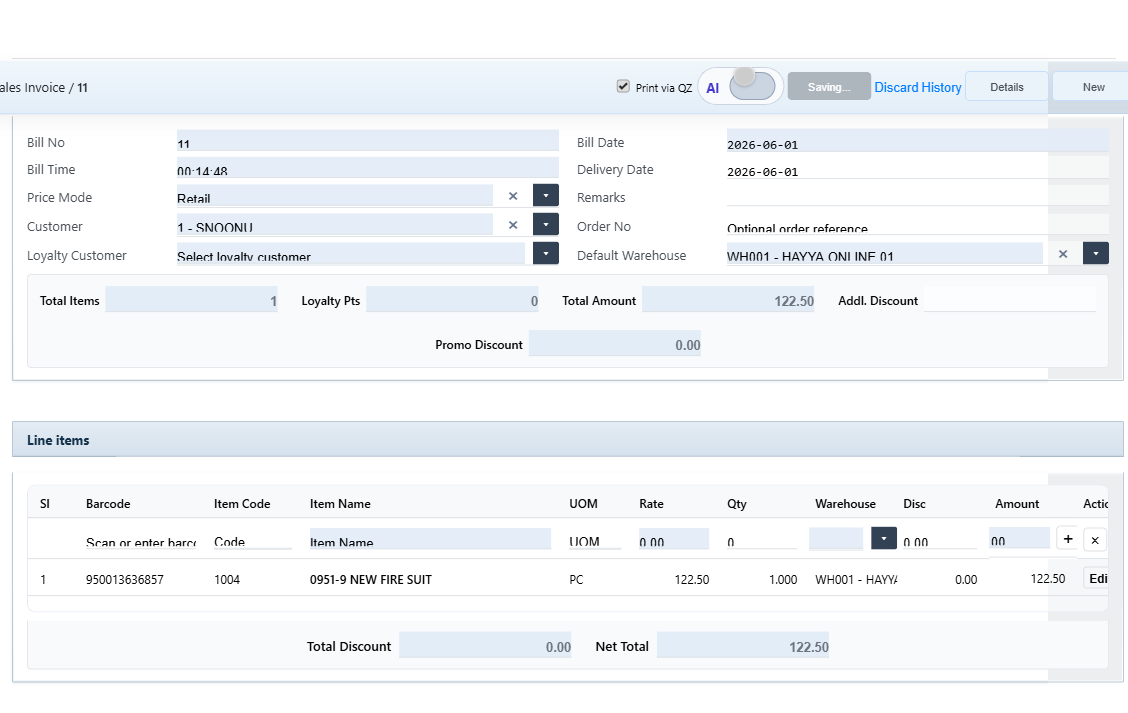 ales Invoice / 11 Print via QZ AI Saving... Discard History Details New
Bill No 11 Bill Date 2026-06-01
Bill Time 00:14:48 Delivery Date 2026-06-01
Price Mode Retail × Remarks
Customer 1 - SNOONU × Order No Optional order reference
Loyalty Customer Select loyalty customer Default Warehouse WH001 - HAYYA ONLINE 01 ×
Total Items 1 Loyalty Pts 0 Total Amount 122.50 Addl. Discount
Promo Discount 0.00
Line items
Sl Barcode Item Code Item Name UOM Rate Qty Warehouse Disc Amount Actio
Scan or enter barco Code Item Name UOM 0.00 0 0.00 00 + ×
1 950013636857 1004 0951-9 NEW FIRE SUIT PC 122.50 1.000 WH001 - HAYYA 0.00 122.50 Edi
Total Discount 0.00 Net Total 122.50